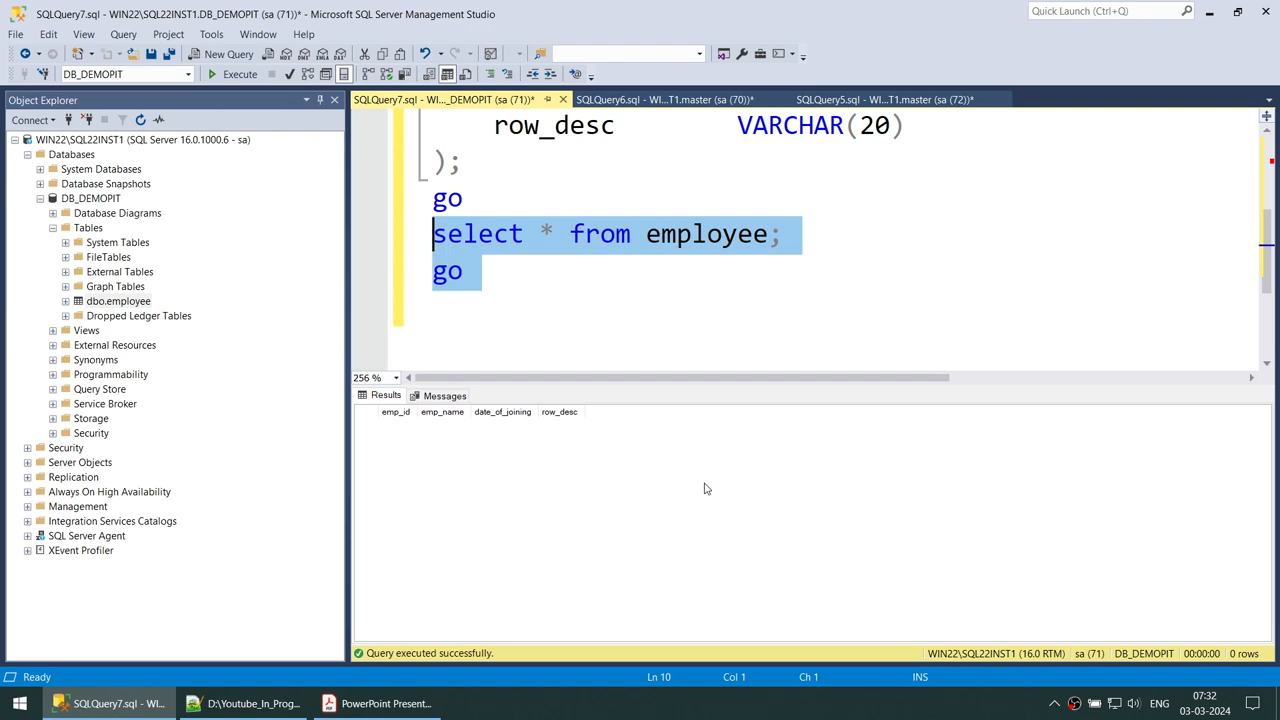 SQLQuery7.sql - WIN22\SQL22INST1.DB_DEMOPIT (sa (71))* - Microsoft SQL Server Management Studio
Quick Launch (Ctrl+Q)
File Edit View Query Project Tools Window Help
New Query
MDX DMX XMLA DAX
DB_DEMOPIT Execute
Object Explorer
SQLQuery7.sql - WI..._DEMOPIT (sa (71))* SQLQuery6.sql - WI...T1.master (sa (70))* SQLQuery5.sql - WI...T1.master (sa (72))*
Connect
WIN22\SQL22INST1 (SQL Server 16.0.1000.6 - sa)
Databases
System Databases
Database Snapshots
DB_DEMOPIT
Database Diagrams
Tables
System Tables
FileTables
External Tables
Graph Tables
dbo.employee
Dropped Ledger Tables
Views
External Resources
Synonyms
Programmability
Query Store
Service Broker
Storage
Security
Security
Server Objects
Replication
Always On High Availability
Management
Integration Services Catalogs
SQL Server Agent
XEvent Profiler
row_desc VARCHAR(20)
);
go
select * from employee;
go
256 %
Results Messages
emp_id emp_name date_of_joining row_desc
Query executed successfully. WIN22\SQL22INST1 (16.0 RTM) sa (71) DB_DEMOPIT 00:00:00 0 rows
Ready Ln 10 Col 1 Ch 1 INS
SQLQuery7.sql - WI... D:\Youtube_In_Prog... PowerPoint Present... ENG 07:32
03-03-2024